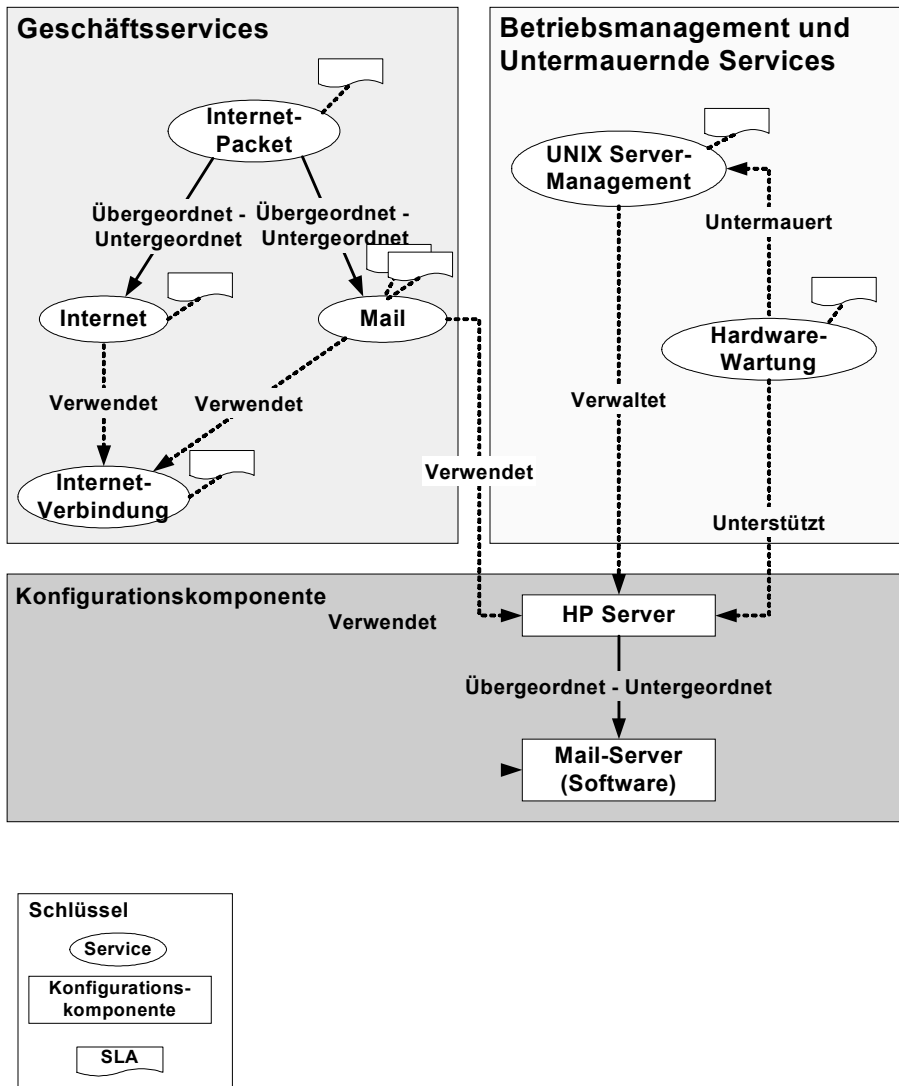 Geschäftsservices
Internet-
Packet
Übergeordnet -
Untergeordnet
Übergeordnet -
Untergeordnet
Internet
Mail
Verwendet
Verwendet
Internet-
Verbindung
Verwendet
Betriebsmanagement und
Untermauernde Services
UNIX Server-
Management
Untermauert
Hardware-
Wartung
Verwaltet
Unterstützt
Konfigurationskomponente
Verwendet
HP Server
Übergeordnet - Untergeordnet
Mail-Server
(Software)
Schlüssel
Service
Konfigurations-
komponente
SLA